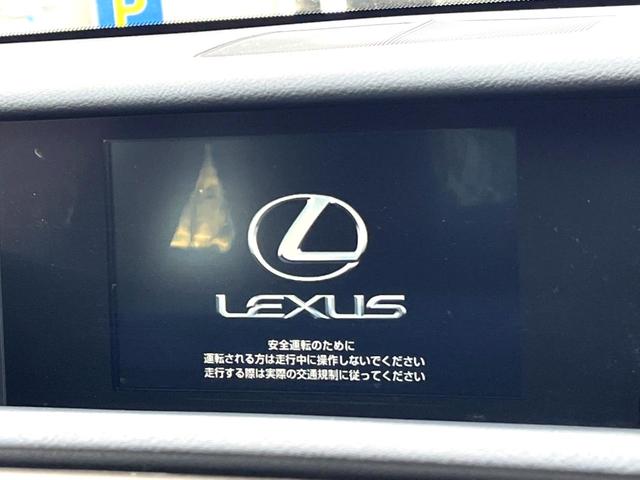 P
LEXUS
安全運転のために
運転される方は走行中に操作しないでください
走行する際は実際の交通規制に従ってください